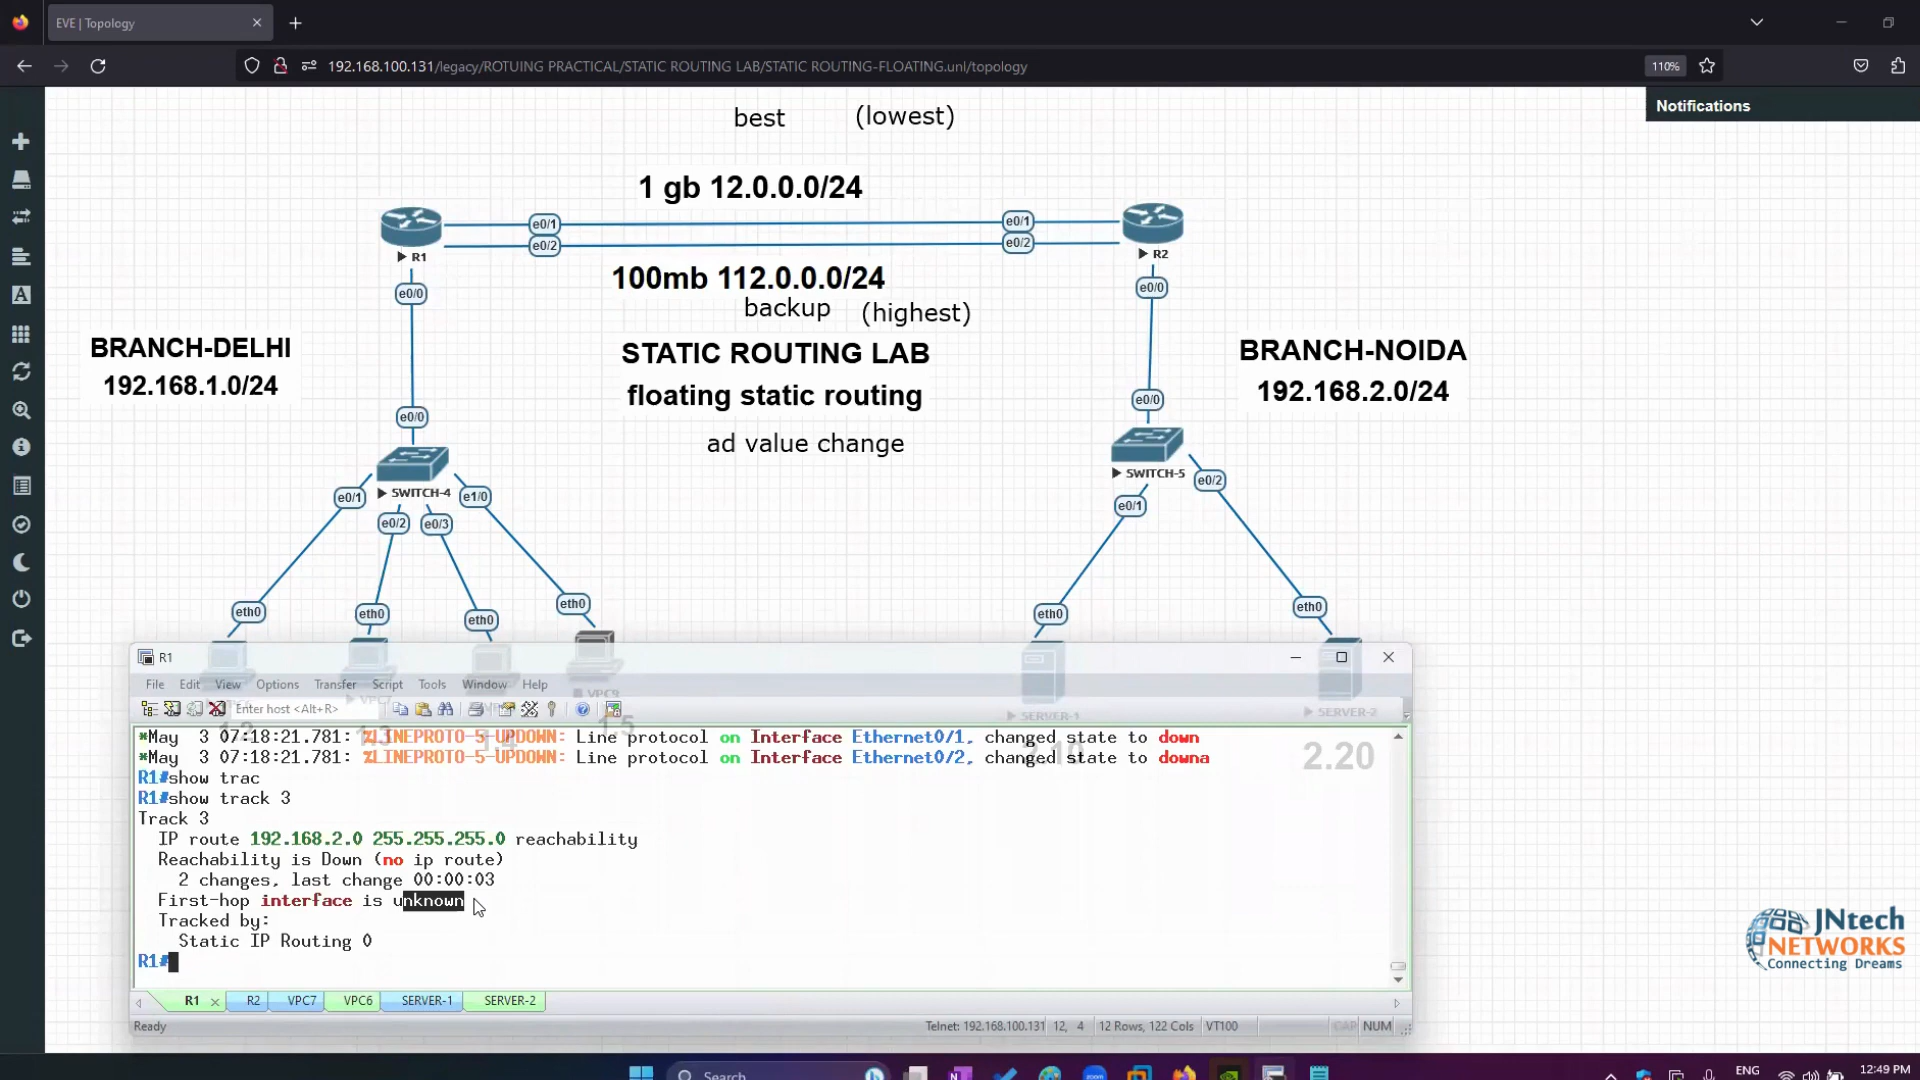 EVE | Topology
192.168.100.131/legacy/ROTUING PRACTICAL/STATIC ROUTING LAB/STATIC ROUTING-FLOATING.unl/topology
110%
Notifications
best (lowest)
1 gb 12.0.0.0/24
e0/1 e0/1
e0/2 e0/2
R1 R2
100mb 112.0.0.0/24
e0/0 e0/0
backup (highest)
BRANCH-DELHI
192.168.1.0/24
STATIC ROUTING LAB
floating static routing
ad value change
BRANCH-NOIDA
192.168.2.0/24
e0/0 e0/0
SWITCH-4 SWITCH-5
e0/1 e0/2 e0/3 e1/0
e0/1 e0/2
eth0 eth0 eth0 eth0 eth0 eth0
R1
File Edit View Options Transfer Script Tools Window Help
Enter host <Alt+R>
VPC9
SERVER-1 SERVER-2
1.5
2.20
*May  3 07:18:21.781: %LINEPROTO-5-UPDOWN: Line protocol on Interface Ethernet0/1, changed state to down
*May  3 07:18:21.781: %LINEPROTO-5-UPDOWN: Line protocol on Interface Ethernet0/2, changed state to downa
R1#show trac
R1#show track 3
Track 3
IP route 192.168.2.0 255.255.255.0 reachability
Reachability is Down (no ip route)
2 changes, last change 00:00:03
First-hop interface is unknown
Tracked by:
Static IP Routing 0
R1#
R1 R2 VPC7 VPC6 SERVER-1 SERVER-2
Ready Telnet: 192.168.100.131 12, 4 12 Rows, 122 Cols VT100 CAP NUM
JNtech
NETWORKS
Connecting Dreams
Search
zoom
ENG
12:49 PM